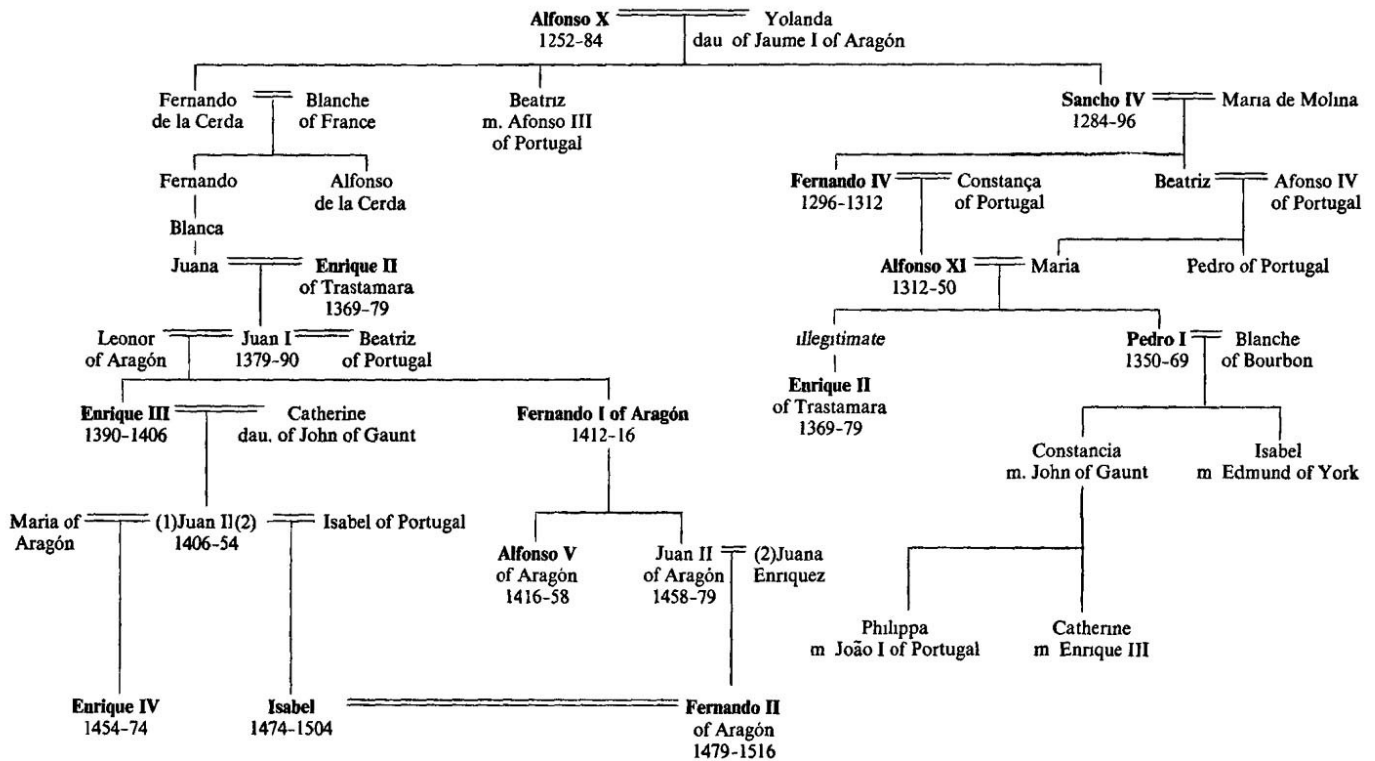 Alfonso X Yolanda
1252-84 dau of Jaume I of Aragón
Fernando Blanche Beatriz Sancho IV Maria de Molina
de la Cerda of France m. Afonso III 1284-96
of Portugal
Fernando Alfonso Fernando IV Constança Beatriz Afonso IV
de la Cerda 1296-1312 of Portugal of Portugal
Blanca
Juana Enrique II Alfonso XI Maria Pedro of Portugal
of Trastamara 1312-50
1369-79
Leonor Juan I Beatriz illegitimate Pedro I Blanche
of Aragón 1379-90 of Portugal 1350-69 of Bourbon
Enrique II
of Trastamara
1369-79
Enrique III Catherine Fernando I of Aragón
1390-1406 dau. of John of Gaunt 1412-16
Constancia Isabel
m. John of Gaunt m Edmund of York
Maria of (1)Juan II(2) Isabel of Portugal
Aragón 1406-54
Alfonso V Juan II (2)Juana
of Aragón of Aragón Enriquez
1416-58 1458-79
Philippa Catherine
m João I of Portugal m Enrique III
Enrique IV Isabel Fernando II
1454-74 1474-1504 of Aragón
1479-1516